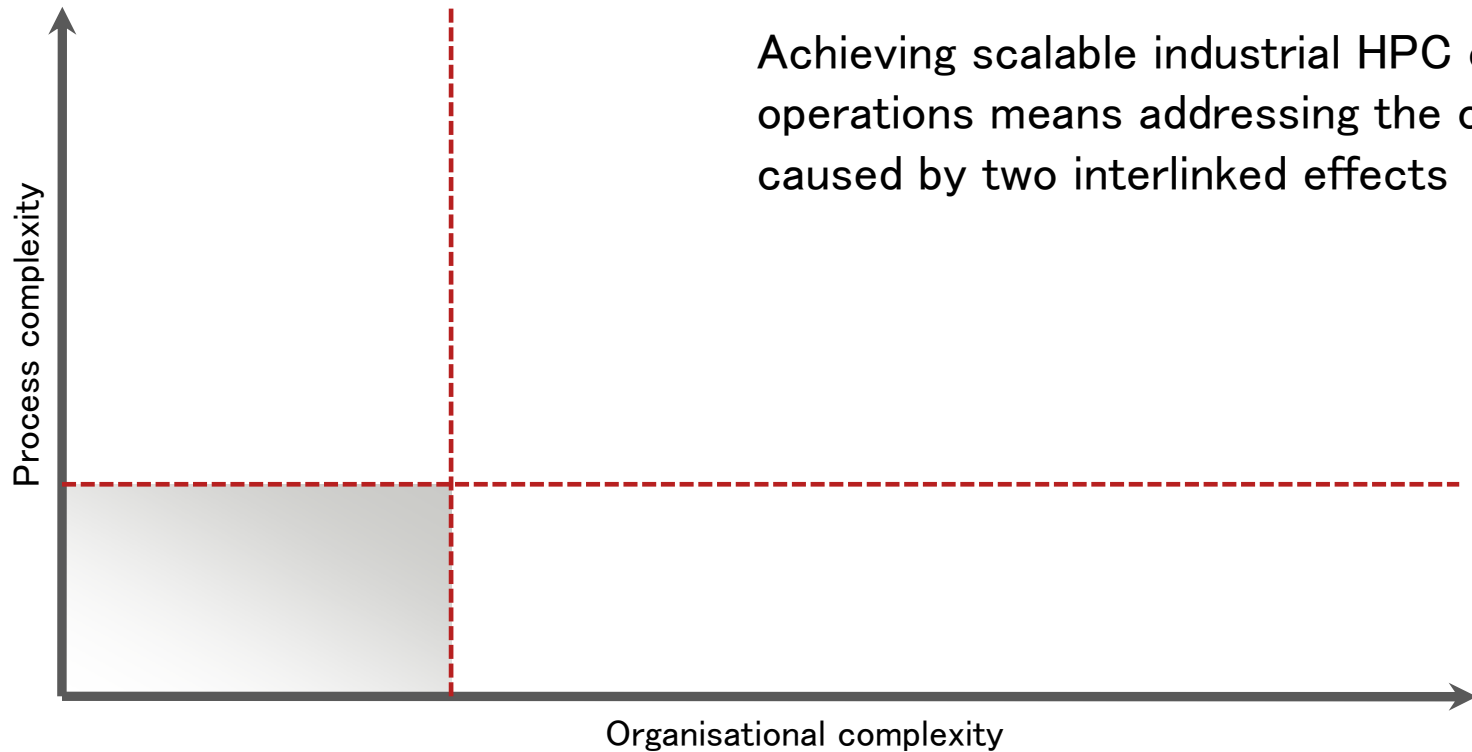 Achieving scalable industrial HPC
operations means addressing the
caused by two interlinked effects
Process complexity
Organisational complexity